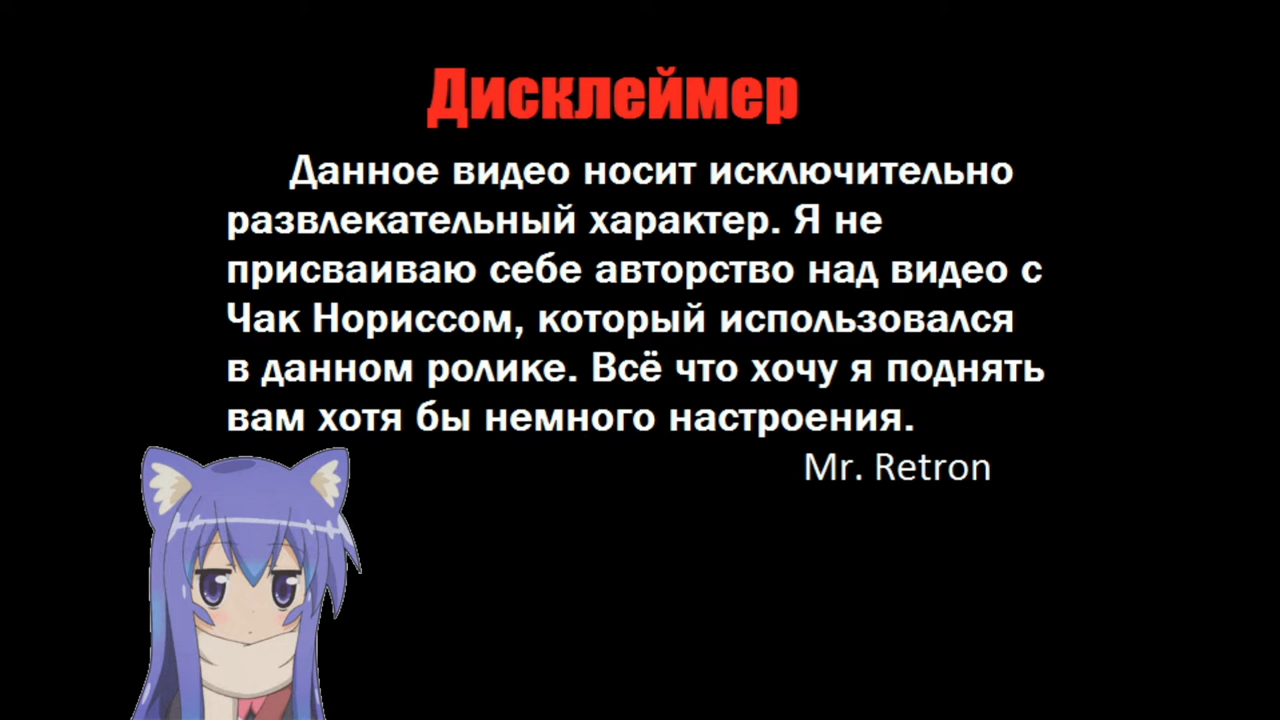 Дисклеймер
Данное видео носит исключительно
развлекательный характер. Я не
присваиваю себе авторство над видео с
Чак Нориссом, который использовался
в данном ролике. Всё что хочу я поднять
вам хотя бы немного настроения.
Mr. Retron